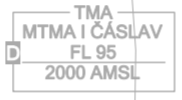 TMA
MTMA I ČÁSLAV
D
FL 95
2000 AMSL